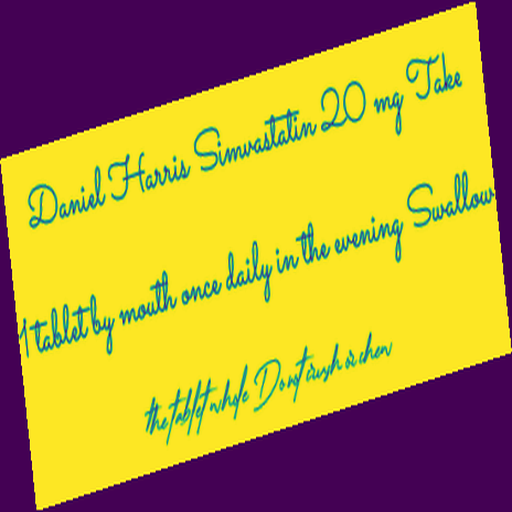 Daniel Harris Simvastatin 20 mg Take
1 tablet by mouth once daily in the evening Swallow
the tablet whole Do not crush or chew